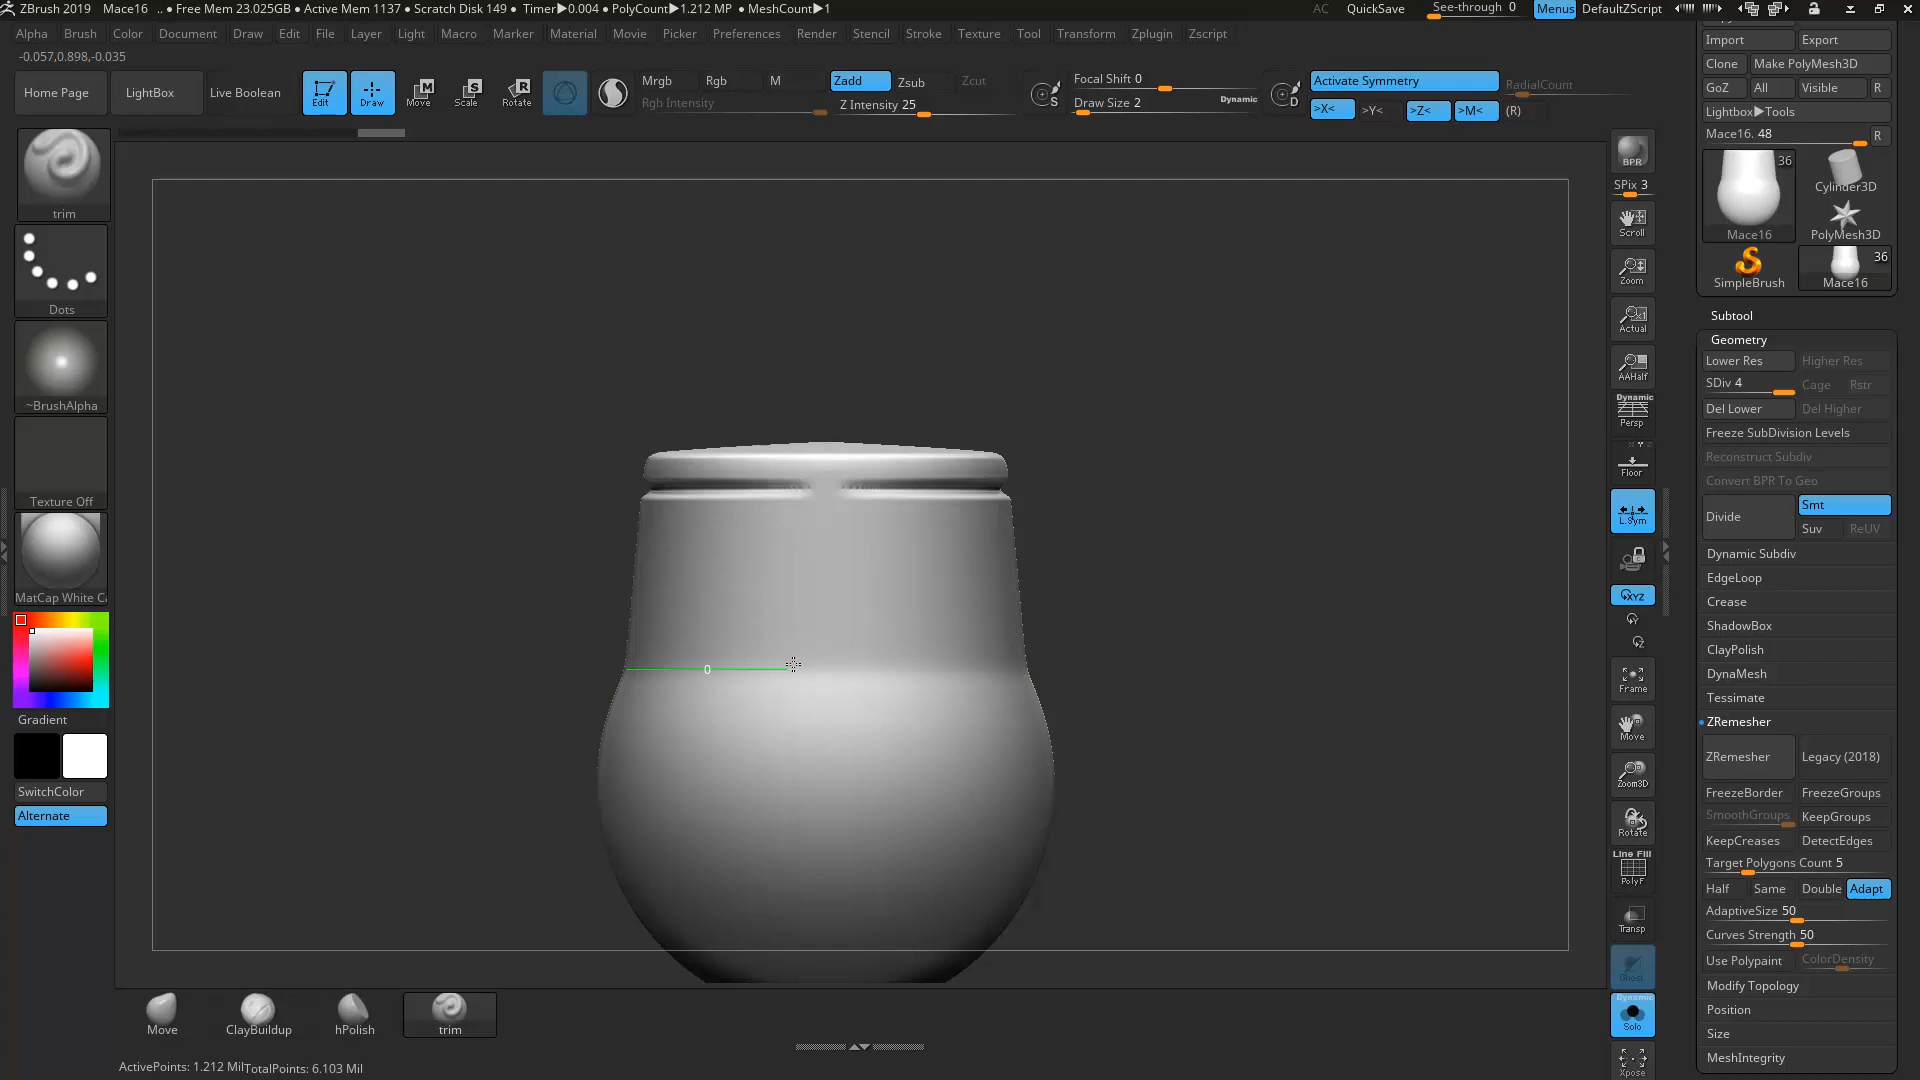 ZBrush 2019 Mace16 .. • Free Mem 23.025GB • Active Mem 1137 • Scratch Disk 149 • Timer▶0.004 • PolyCount▶1.212 MP • MeshCount▶1 AC QuickSave See-through 0 Menus DefaultZScript
Alpha Brush Color Document Draw Edit File Layer Light Macro Marker Material Movie Picker Preferences Render Stencil Stroke Texture Tool Transform Zplugin Zscript
-0.057,0.898,-0.035
Home Page LightBox Live Boolean Edit Draw Move Scale Rotate
Mrgb Rgb M Zadd Zsub Zcut
Rgb Intensity Z Intensity 25
Focal Shift 0
Draw Size 2 Dynamic
S
D
Activate Symmetry RadialCount
>X< >Y< >Z< >M< (R)
trim
Dots
~BrushAlpha
Texture Off
MatCap White Ca
Gradient
SwitchColor
Alternate
0
Move ClayBuildup hPolish trim
ActivePoints: 1.212 Mil TotalPoints: 6.103 Mil
BPR
SPix 3
Scroll
Zoom
Actual
AAHalf
Dynamic
Persp
Floor
L.Sym
XYZ
Y
Z
Frame
Move
Zoom3D
Rotate
Line Fill
PolyF
Transp
Ghost
Dynamic
Solo
Xpose
Import Export
Clone Make PolyMesh3D
GoZ All Visible R
Lightbox▶Tools
Mace16. 48 R
36
Mace16
Cylinder3D
PolyMesh3D
SimpleBrush
36
Mace16
Subtool
Geometry
Lower Res Higher Res
SDiv 4 Cage Rstr
Del Lower Del Higher
Freeze SubDivision Levels
Reconstruct Subdiv
Convert BPR To Geo
Divide Smt
Suv ReUV
Dynamic Subdiv
EdgeLoop
Crease
ShadowBox
ClayPolish
DynaMesh
Tessimate
ZRemesher
ZRemesher Legacy (2018)
FreezeBorder FreezeGroups
SmoothGroups KeepGroups
KeepCreases DetectEdges
Target Polygons Count 5
Half Same Double Adapt
AdaptiveSize 50
Curves Strength 50
Use Polypaint ColorDensity
Modify Topology
Position
Size
MeshIntegrity